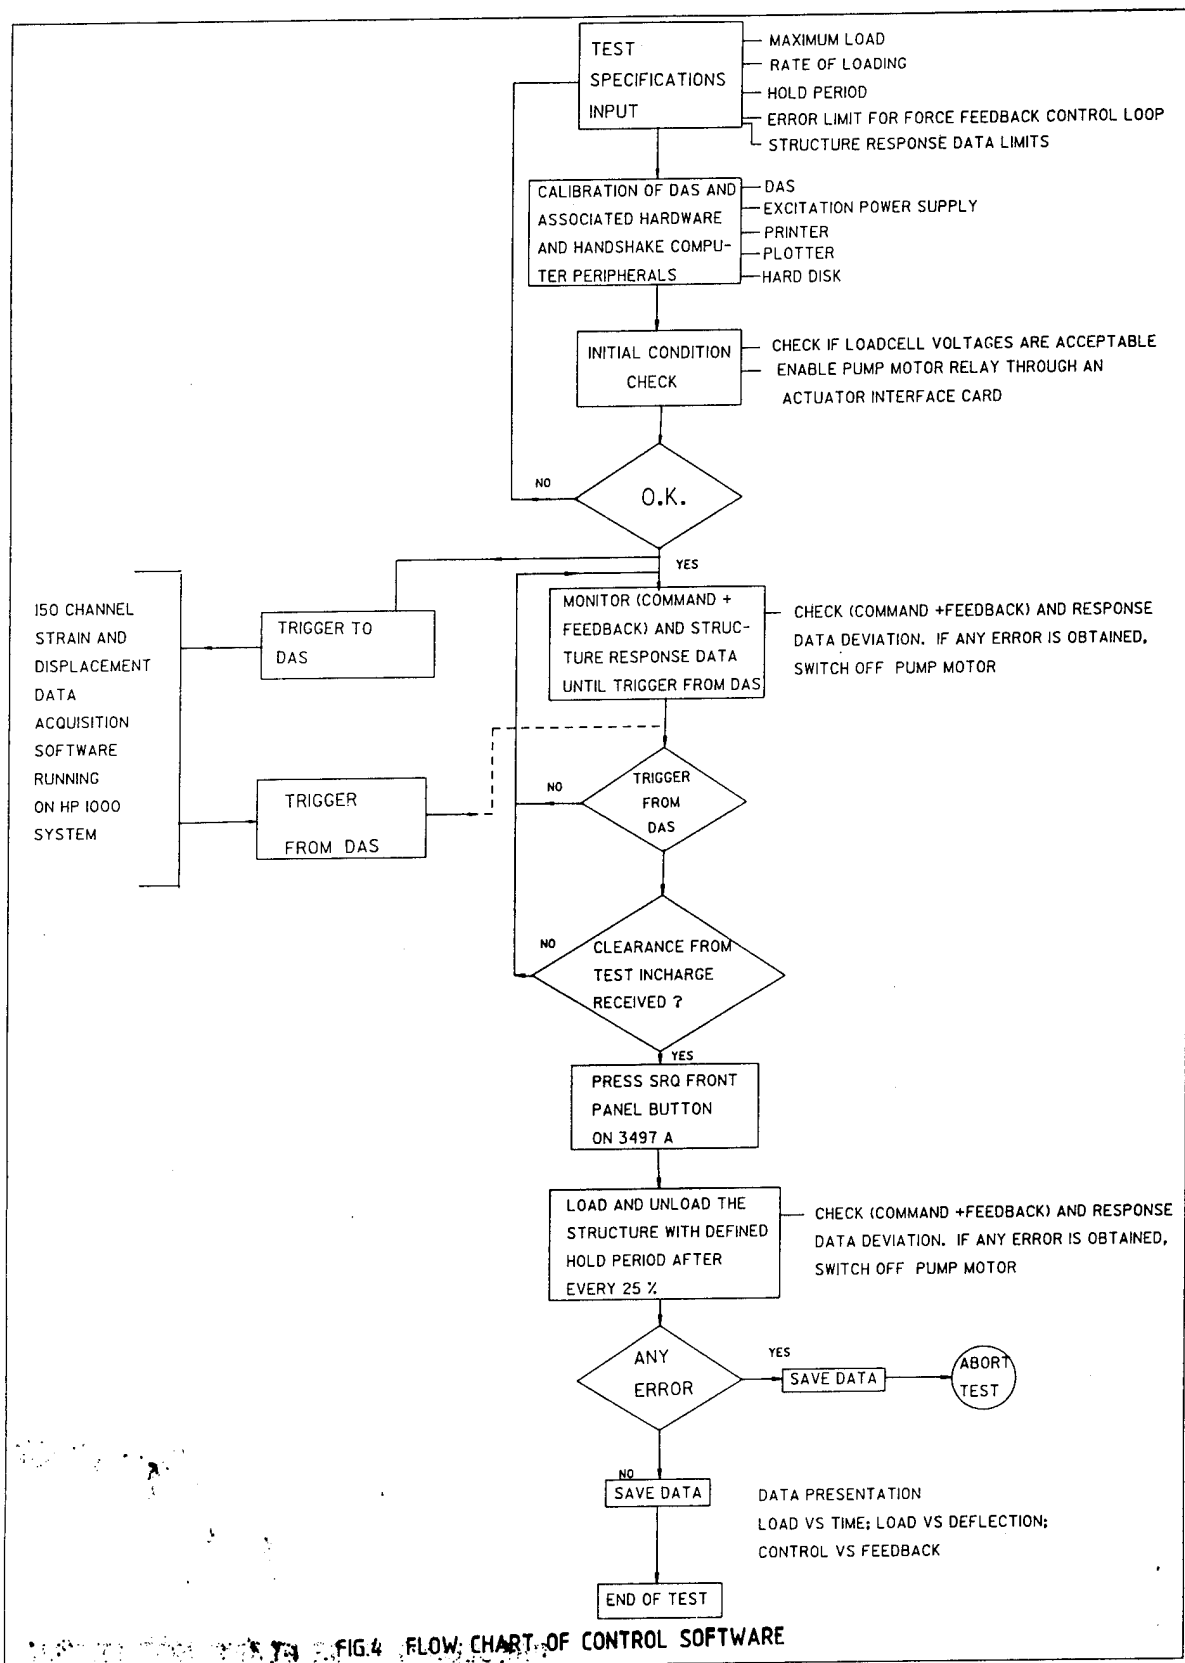 TEST
SPECIFICATIONS
INPUT
MAXIMUM LOAD
RATE OF LOADING
HOLD PERIOD
ERROR LIMIT FOR FORCE FEEDBACK CONTROL LOOP
STRUCTURE RESPONSE DATA LIMITS
CALIBRATION OF DAS AND
ASSOCIATED HARDWARE
AND HANDSHAKE COMPU-
TER PERIPHERALS
DAS
EXCITATION POWER SUPPLY
PRINTER
PLOTTER
HARD DISK
INITIAL CONDITION
CHECK
CHECK IF LOADCELL VOLTAGES ARE ACCEPTABLE
ENABLE PUMP MOTOR RELAY THROUGH AN
ACTUATOR INTERFACE CARD
NO
O.K.
YES
150 CHANNEL
STRAIN AND
DISPLACEMENT
DATA
ACQUISITION
SOFTWARE
RUNNING
ON HP 1000
SYSTEM
TRIGGER TO
DAS
MONITOR (COMMAND +
FEEDBACK) AND STRUC-
TURE RESPONSE DATA
UNTIL TRIGGER FROM DAS
CHECK (COMMAND +FEEDBACK) AND RESPONSE
DATA DEVIATION. IF ANY ERROR IS OBTAINED,
SWITCH OFF PUMP MOTOR
TRIGGER
FROM DAS
NO
TRIGGER
FROM
DAS
NO
CLEARANCE FROM
TEST INCHARGE
RECEIVED ?
YES
PRESS SRQ FRONT
PANEL BUTTON
ON 3497 A
LOAD AND UNLOAD THE
STRUCTURE WITH DEFINED
HOLD PERIOD AFTER
EVERY 25 %
CHECK (COMMAND +FEEDBACK) AND RESPONSE
DATA DEVIATION. IF ANY ERROR IS OBTAINED,
SWITCH OFF PUMP MOTOR
ANY
ERROR
YES
SAVE DATA
ABORT
TEST
NO
SAVE DATA
DATA PRESENTATION
LOAD VS TIME; LOAD VS DEFLECTION;
CONTROL VS FEEDBACK
END OF TEST
FIG.4 FLOW CHART OF CONTROL SOFTWARE